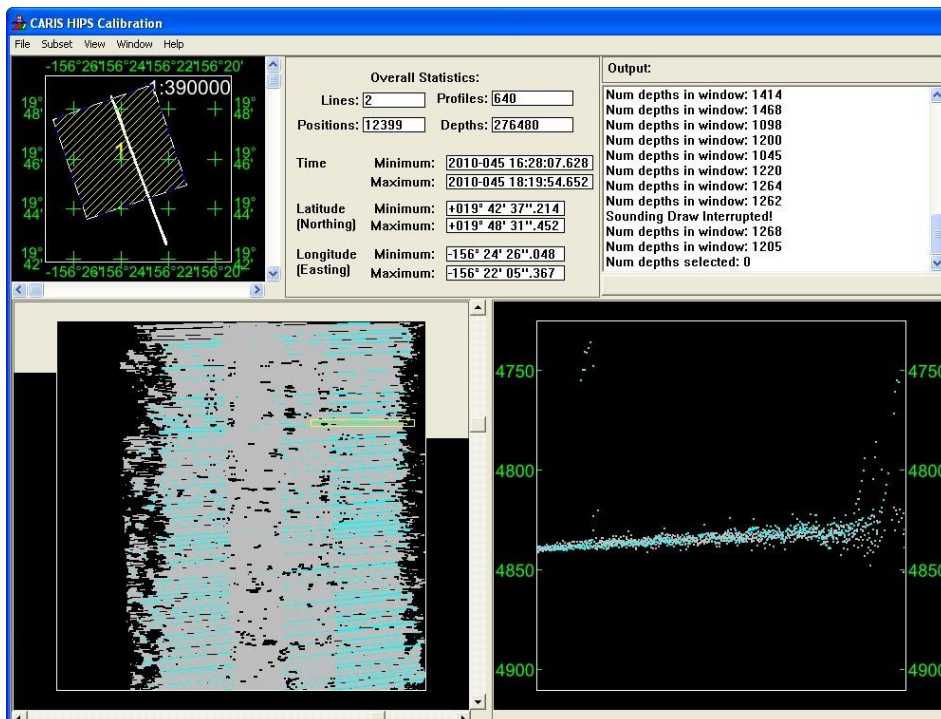 CARIS HIPS Calibration
File Subset View Window Help
-156°26' -156°24' -156°22' -156°20'
1:390000
19° 48'
19° 48'
19° 46'
1
19° 46'
19° 44'
19° 44'
19° 42'
19° 42'
-156°26' -156°24' -156°22' -156°20'
Overall Statistics:
Lines: 2 Profiles: 640
Positions: 12399 Depths: 276480
Time Minimum: 2010-045 16:28:07.628
Maximum: 2010-045 18:19:54.652
Latitude Minimum: +019° 42' 37".214
(Northing) Maximum: +019° 48' 31".452
Longitude Minimum: -156° 24' 26".048
(Easting) Maximum: -156° 22' 05".367
Output:
Num depths in window: 1414
Num depths in window: 1468
Num depths in window: 1098
Num depths in window: 1200
Num depths in window: 1045
Num depths in window: 1220
Num depths in window: 1264
Num depths in window: 1262
Sounding Draw Interrupted!
Num depths in window: 1268
Num depths in window: 1205
Num depths selected: 0
4750 4750
4800 4800
4850 4850
4900 4900